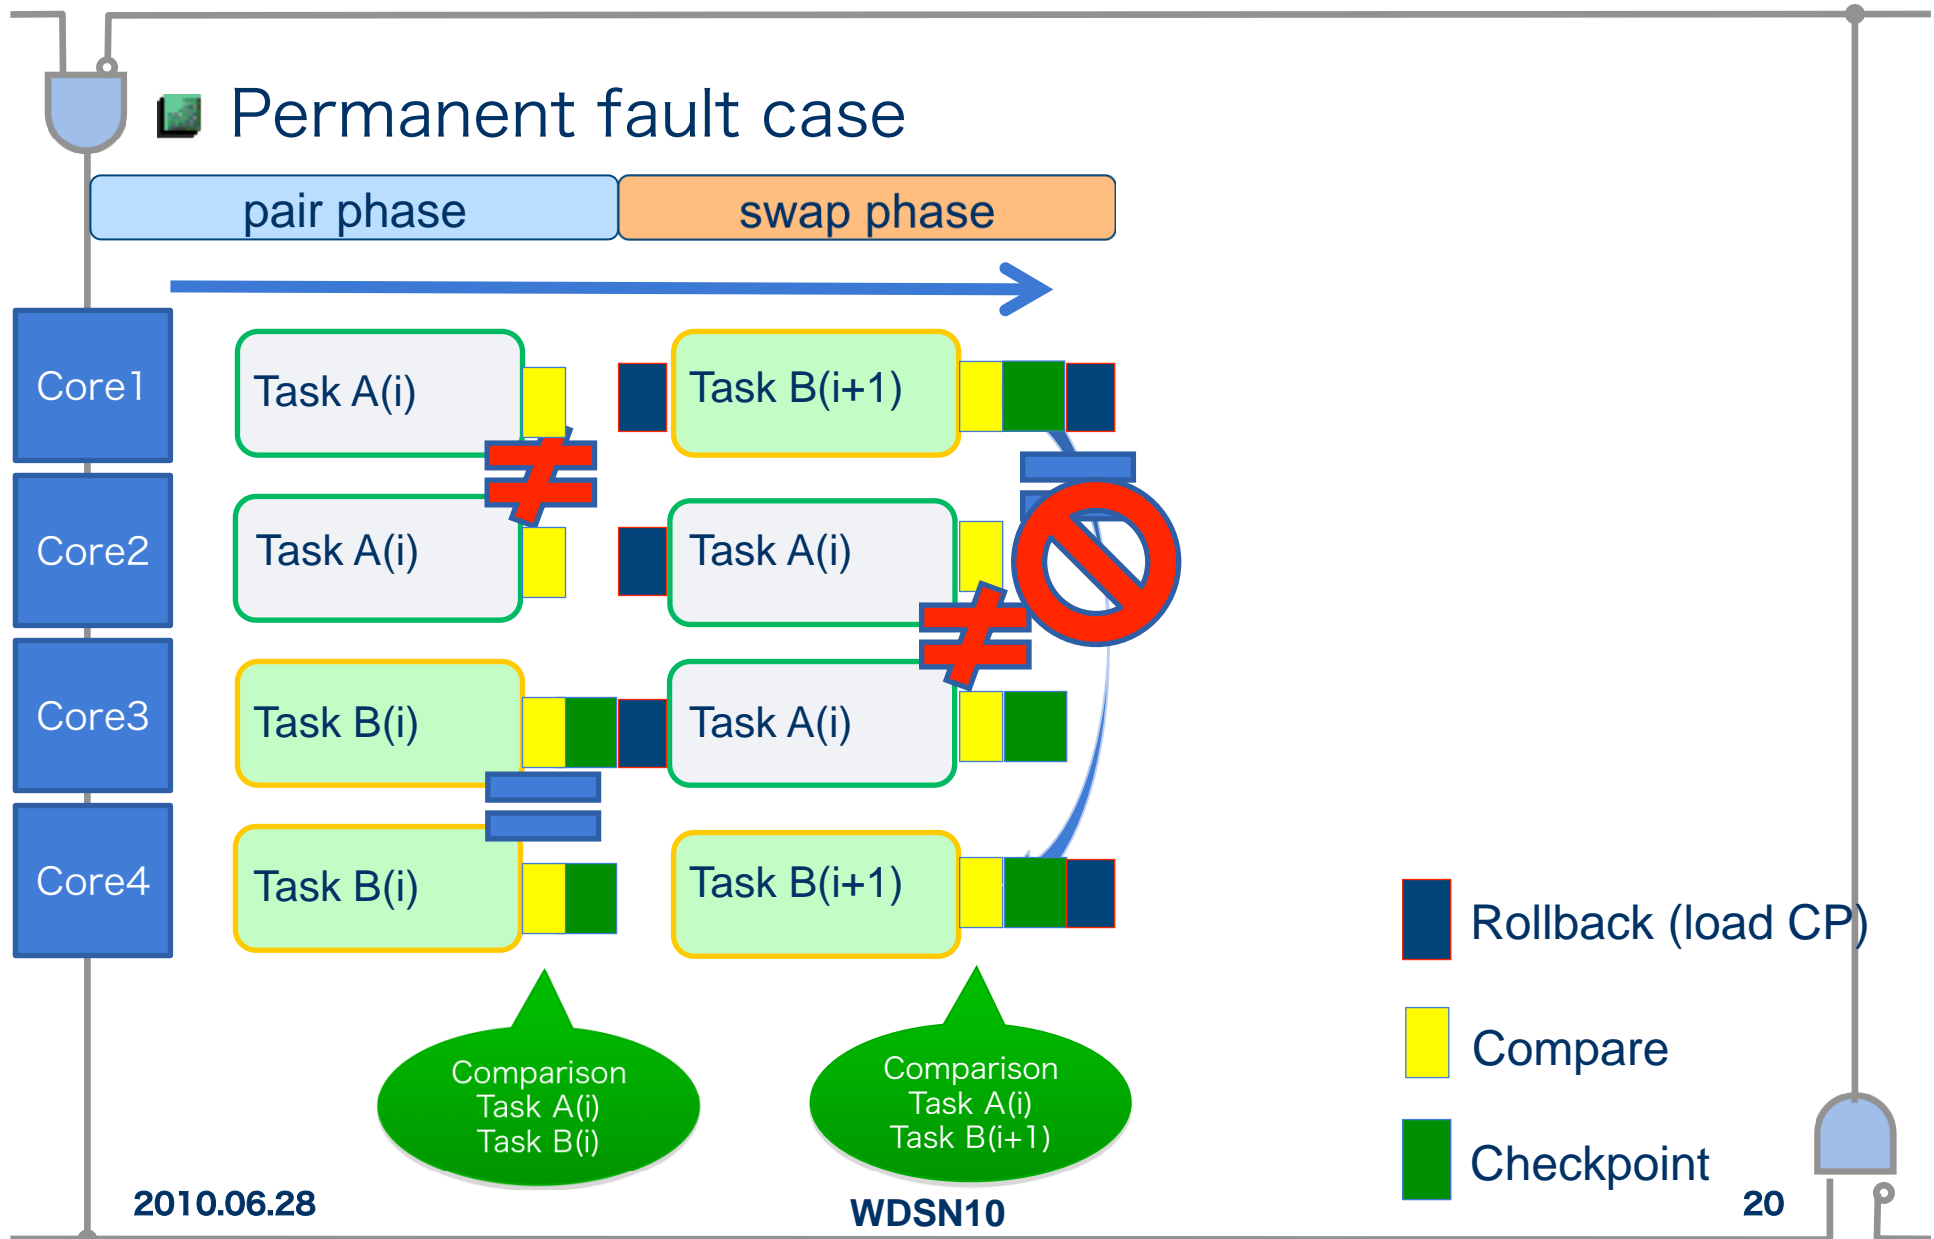 Permanent fault case
pair phase
swap phase
Core1
Task A(i)
Task B(i+1)
Core2
Task A(i)
Task A(i)
Core3
Task B(i)
Task A(i)
Core4
Task B(i)
Task B(i+1)
Rollback (load CP)
Compare
Checkpoint
Comparison
Task A(i)
Task B(i)
Comparison
Task A(i)
Task B(i+1)
2010.06.28
WDSN10
20